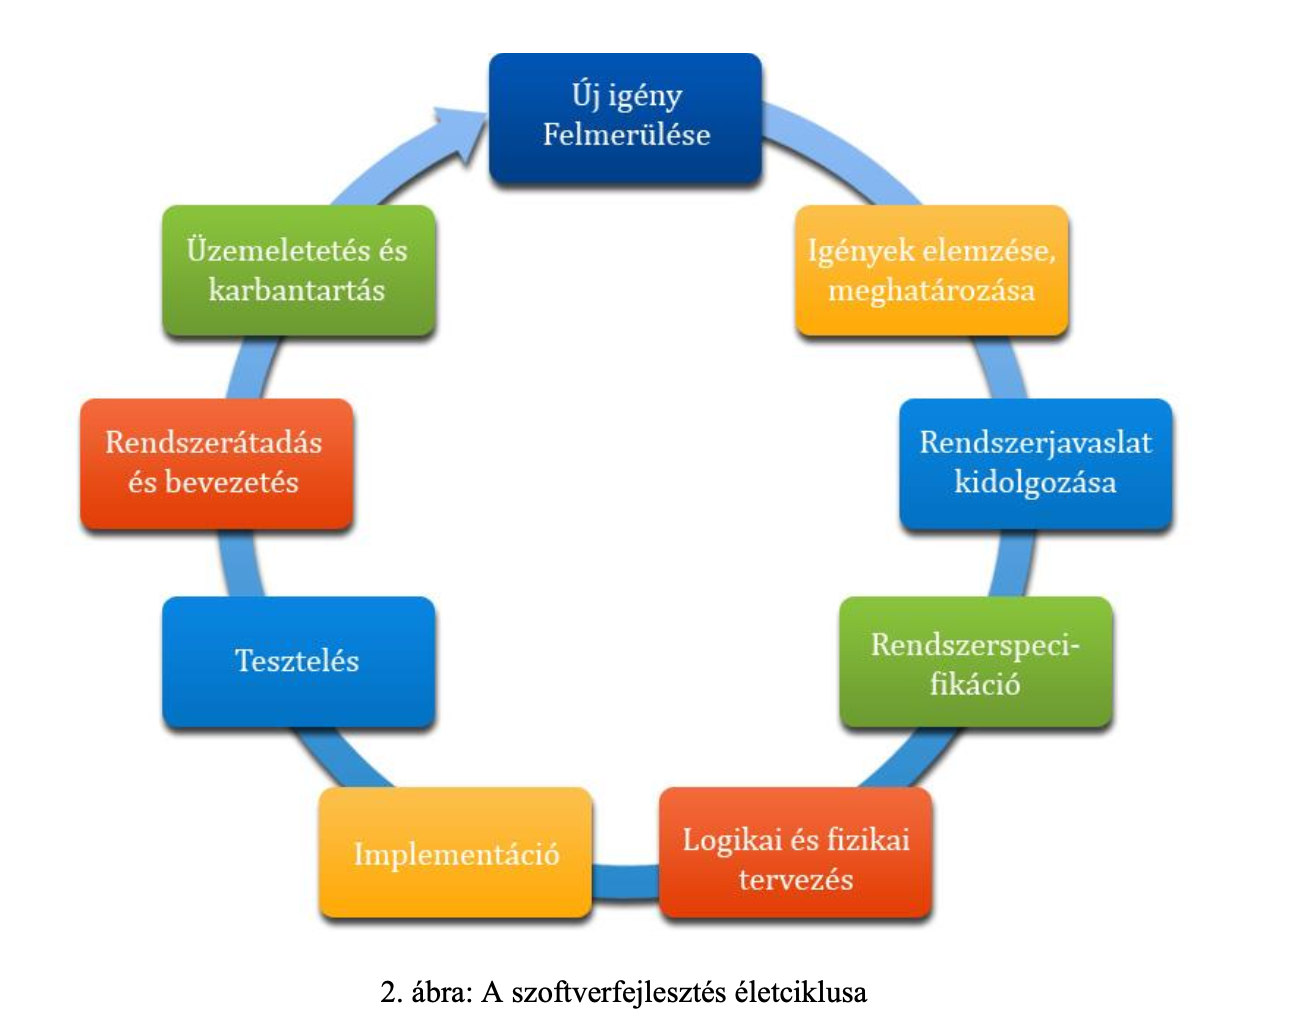 Új igény
Felmerülése
Igények elemzése,
meghatározása
Rendszerjavaslat
kidolgozása
Rendszerspeci-
fikáció
Logikai és fizikai
tervezés
Implementáció
Tesztelés
Rendszerátadás
és bevezetés
Üzemeletetés és
karbantartás
2. ábra: A szoftverfejlesztés életciklusa